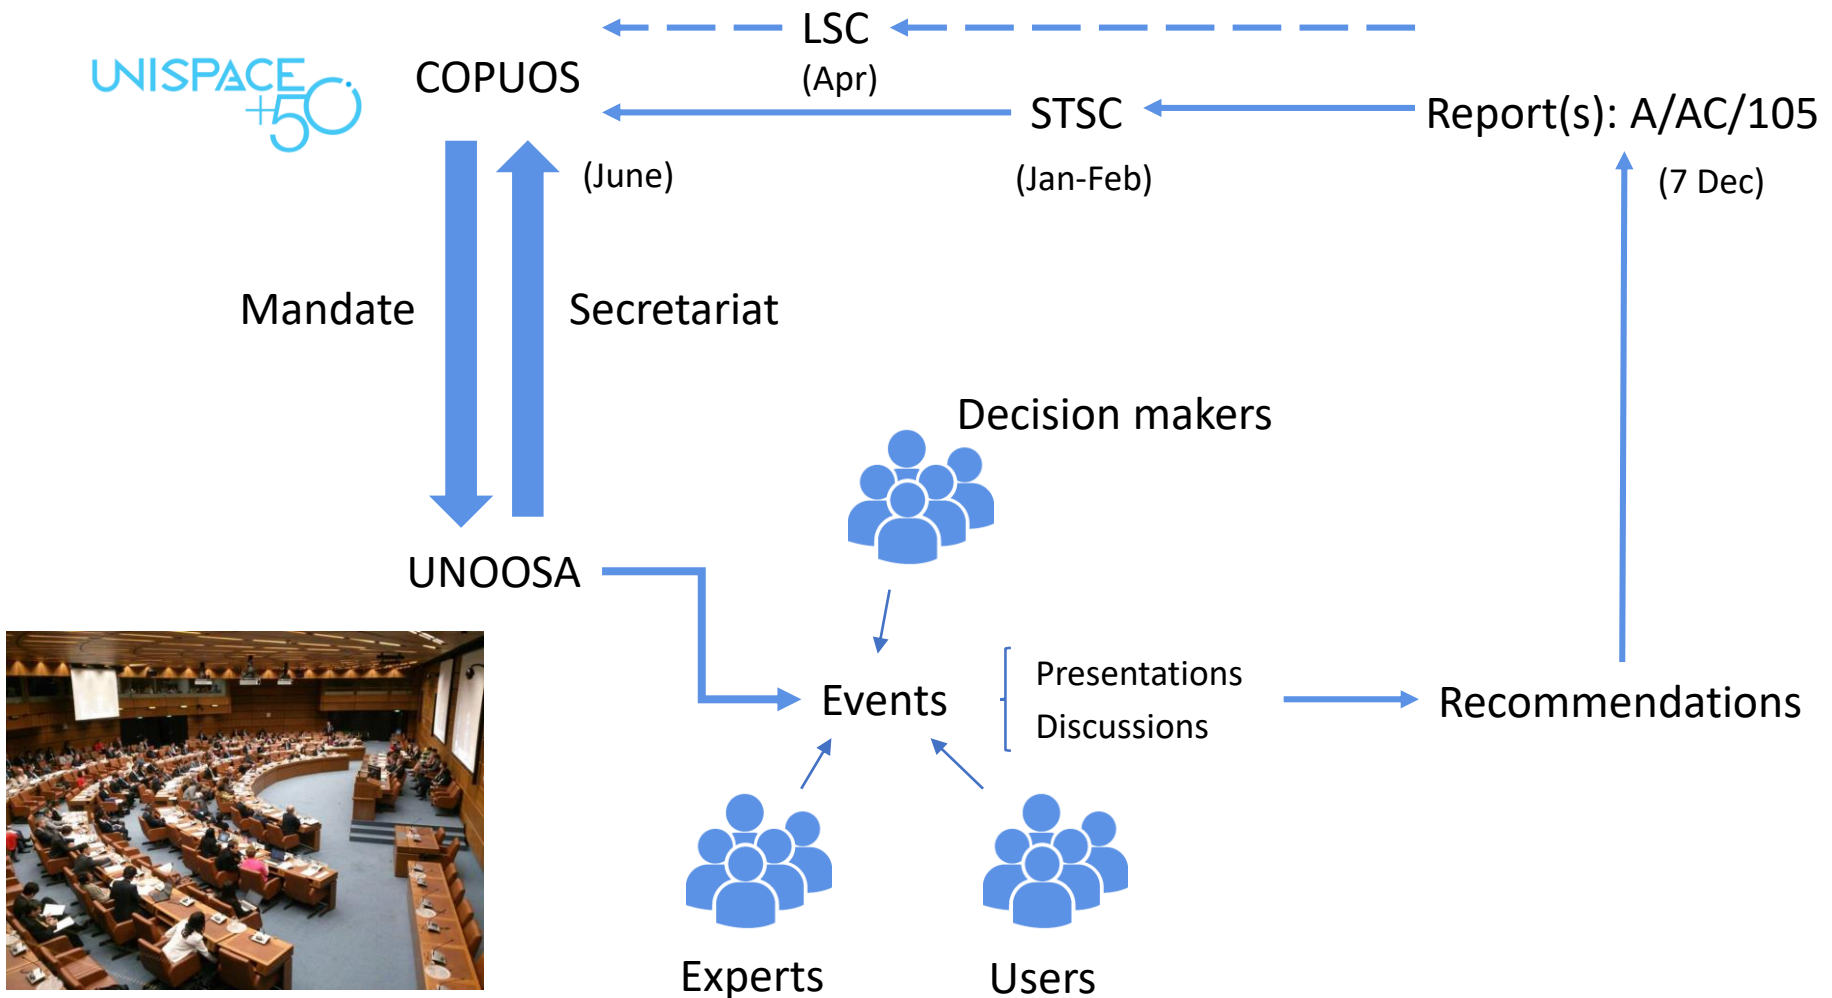 LSC
(Apr)
UNISPACE
+50
COPUOS
STSC
Report(s): A/AC/105
(June)
(Jan-Feb)
(7 Dec)
Mandate
Secretariat
Decision makers
UNOOSA
Events
Presentations
Discussions
Recommendations
Experts
Users